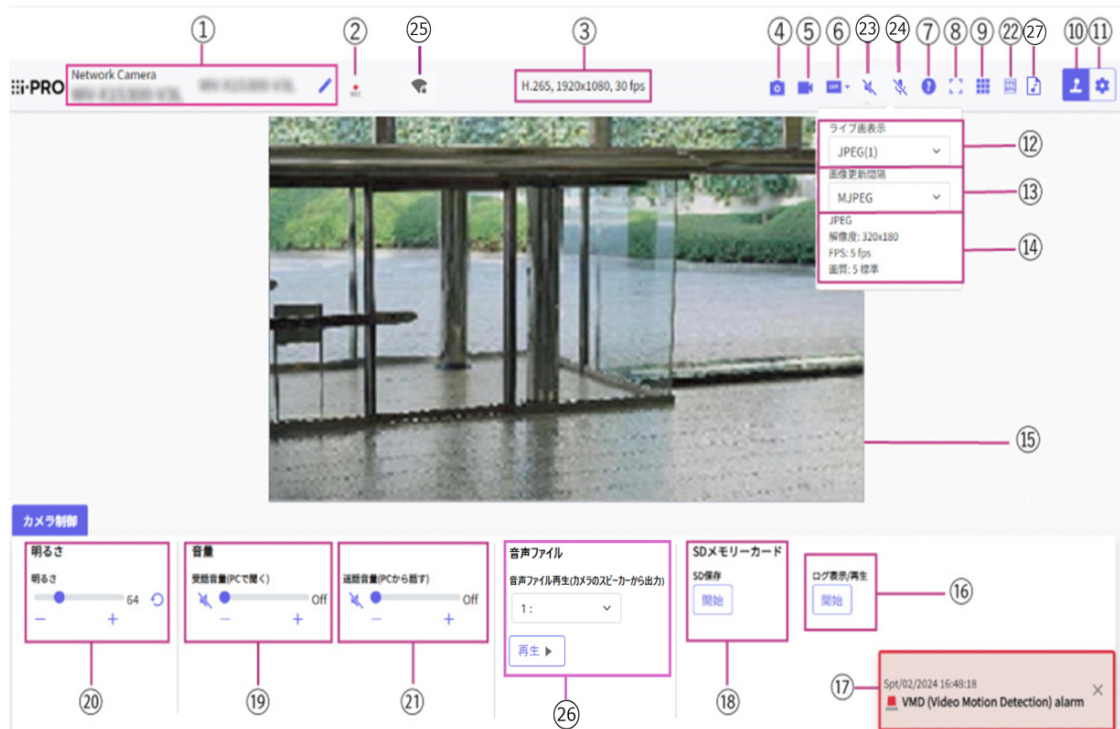 ① ② ㉕ ③ ④ ⑤ ⑥ ㉓ ㉔ ⑦ ⑧ ⑨ ㉒ ㉗ ⑩ ⑪
i-PRO
Network Camera
REC
H.265, 1920x1080, 30 fps
ライブ画表示
JPEG(1)
⑫
画像更新間隔
MJPEG
⑬
JPEG
解像度: 320x180
FPS: 5 fps
画質: 5 標準
⑭
⑮
カメラ制御
明るさ
明るさ
64
音量
受話音量(PCで聞く)
Off
送話音量(PCから話す)
Off
音声ファイル
音声ファイル再生(カメラのスピーカーから出力)
1 :
再生
SDメモリーカード
SD保存
開始
ログ表示/再生
開始
⑯
⑰
Spt/02/2024 16:48:18
VMD (Video Motion Detection) alarm
⑳ ⑲ ㉑ ㉖ ⑱